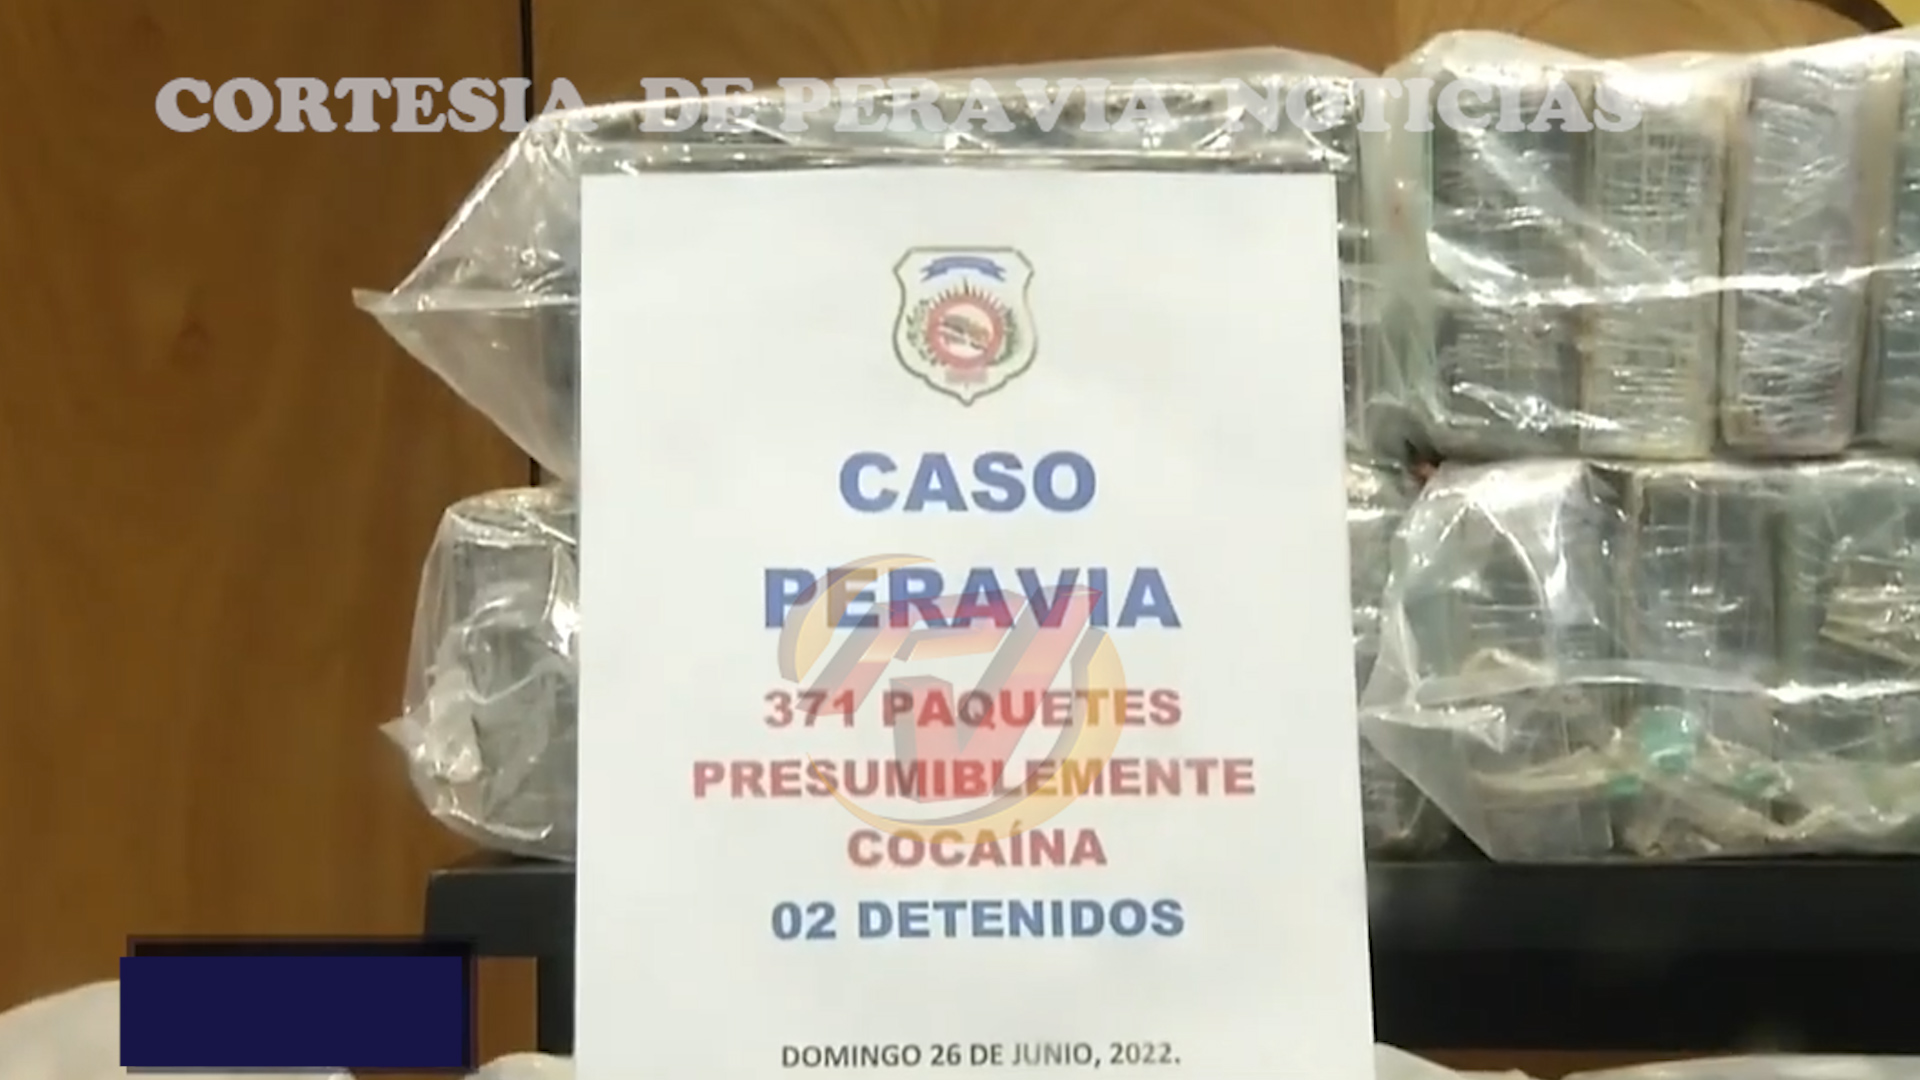 CORTESIA DE PERAVIA NOTICIAS
CASO
PERAVIA
371 PAQUETES
PRESUMIBLEMENTE
COCAÍNA
02 DETENIDOS
DOMINGO 26 DE JUNIO, 2022.